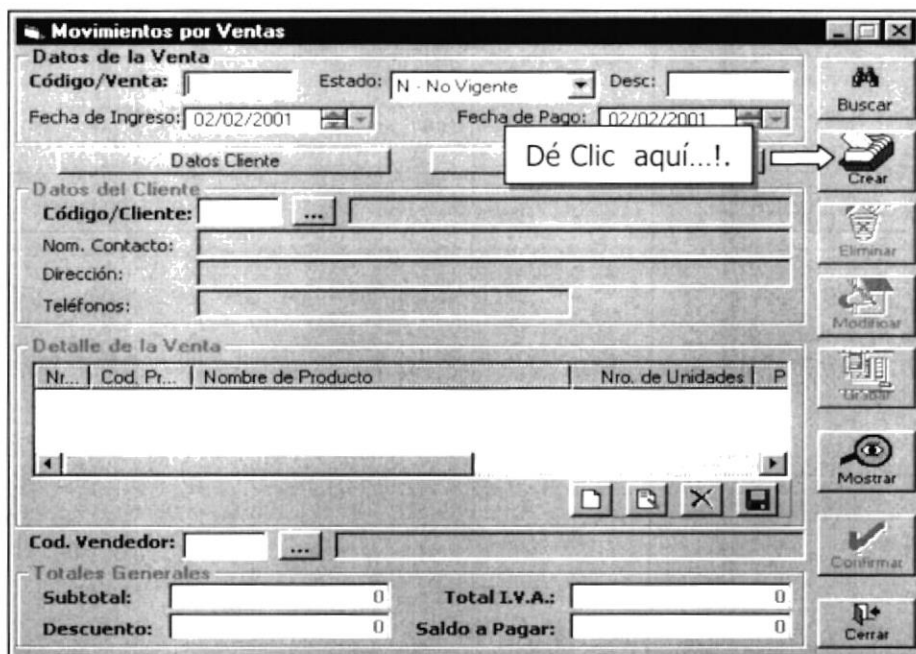 Movimientos por Ventas
Datos de la Venta
Código/Venta: Estado: N - No Vigente Desc:
Fecha de Ingreso: 02/02/2001 Fecha de Pago: 02/02/2001
Datos Cliente
Dé Clic aquí...!.
Datos del Cliente
Código/Cliente: ...
Nom. Contacto:
Dirección:
Teléfonos:
Detalle de la Venta
Nr... Cod. Pr... Nombre de Producto Nro. de Unidades P
Cod. Vendedor: ...
Totales Generales
Subtotal: 0 Total I.V.A.: 0
Descuento: 0 Saldo a Pagar: 0
Buscar
Crear
Eliminar
Modificar
Grabar
Mostrar
Confirmar
Cerrar